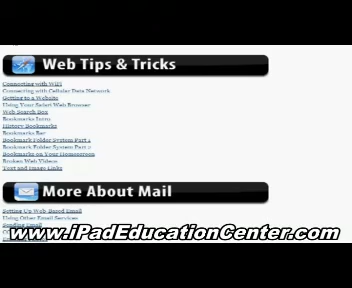 Web Tips & Tricks
Connecting with WiFi
Connecting with Cellular Data Network
Getting to a Website
Using Your Safari Web Browser
Web Search Box
Bookmarks Intro
History Bookmarks
Bookmarks Bar
Bookmark Folder System Part 1
Bookmark Folder System Part 2
Bookmarks on Your Homescreen
Broken Web Videos
Text and Image Links
More About Mail
Setting Up Web-Based Email
Using Other Email Services
Sending Email
www.iPadEducationCenter.com